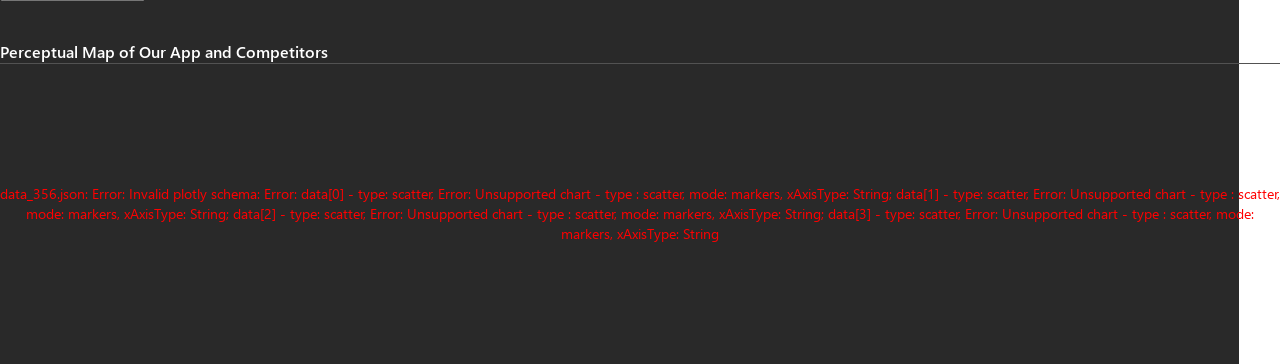 Perceptual Map of Our App and Competitors
data_356.json: Error: Invalid plotly schema: Error: data[0] - type: scatter, Error: Unsupported chart - type : scatter, mode: markers, xAxisType: String; data[1] - type: scatter, Error: Unsupported chart - type : scatter,
mode: markers, xAxisType: String; data[2] - type: scatter, Error: Unsupported chart - type : scatter, mode: markers, xAxisType: String; data[3] - type: scatter, Error: Unsupported chart - type : scatter, mode:
markers, xAxisType: String